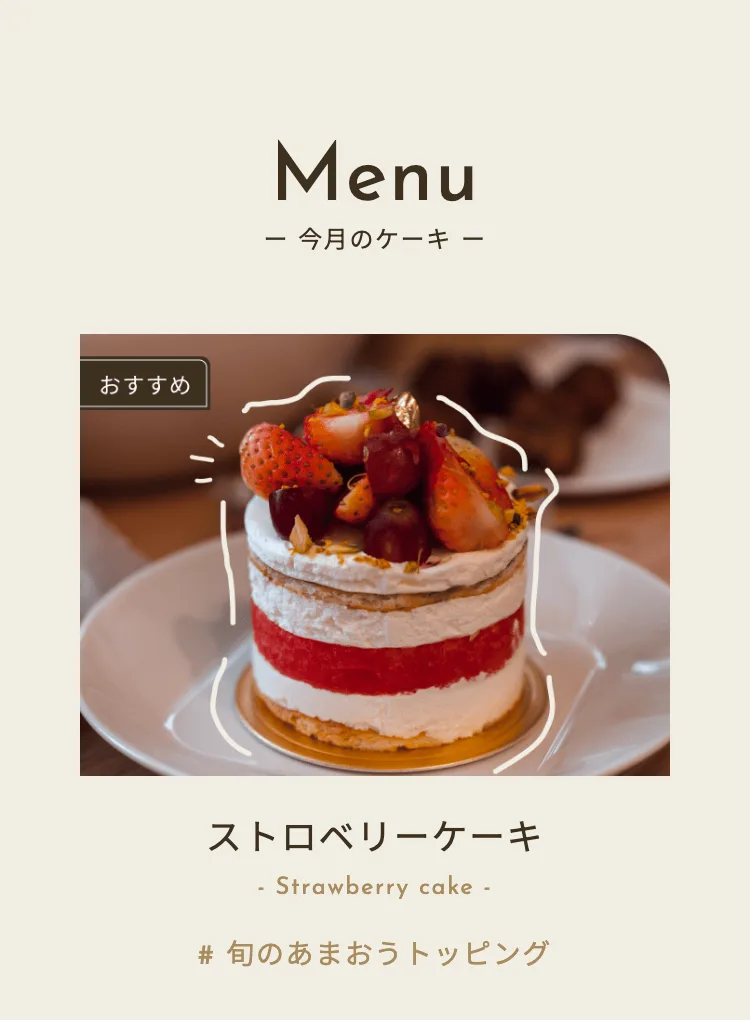 Menu
ー 今月のケーキ ー
おすすめ
ストロベリーケーキ
- Strawberry cake -
# 旬のあまおうトッピング